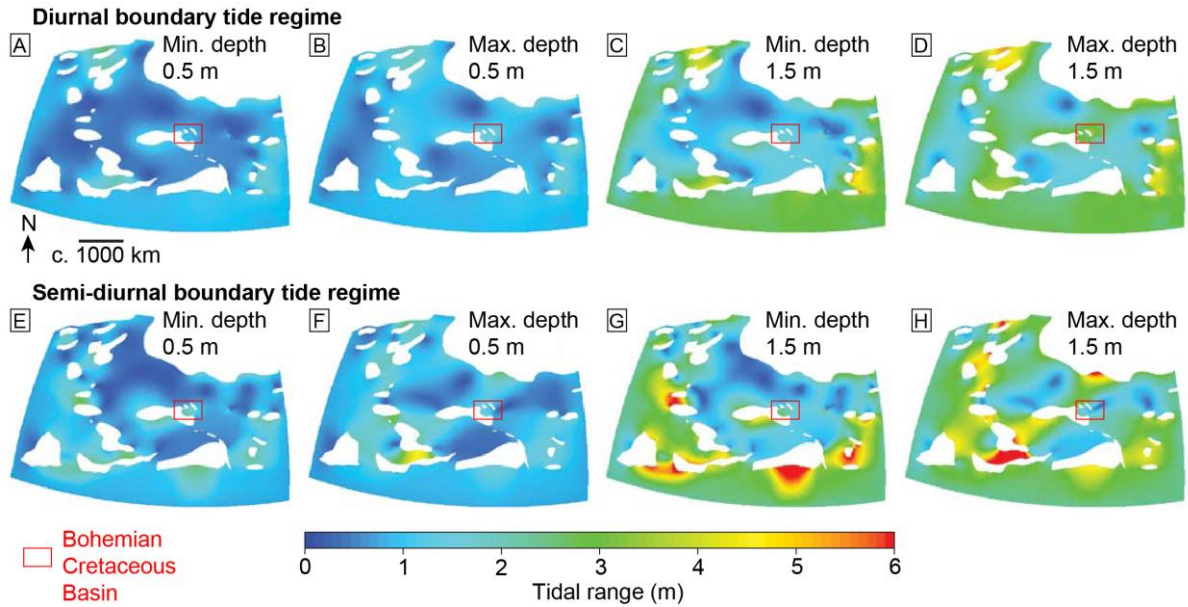 Diurnal boundary tide regime
A Min. depth 0.5 m
B Max. depth 0.5 m
C Min. depth 1.5 m
D Max. depth 1.5 m
N
c. 1000 km
Semi-diurnal boundary tide regime
E Min. depth 0.5 m
F Max. depth 0.5 m
G Min. depth 1.5 m
H Max. depth 1.5 m
Bohemian
Cretaceous
Basin
0 1 2 3 4 5 6
Tidal range (m)